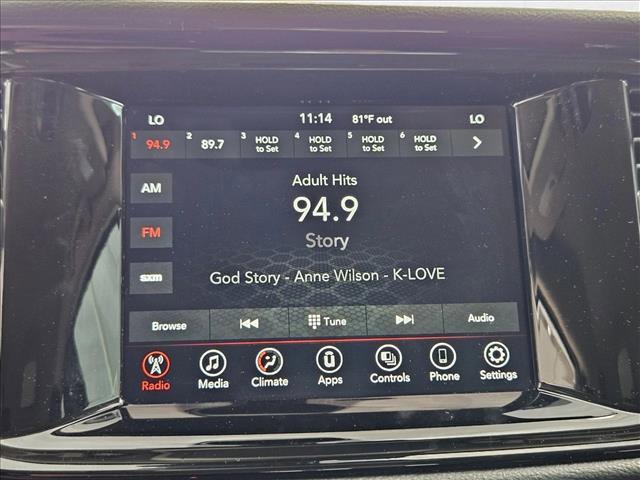 LO 11:14 81°F out LO
1 94.9 2 89.7 3 HOLD to Set 4 HOLD to Set 5 HOLD to Set 6 HOLD to Set
AM
FM
sxm
Adult Hits
94.9
Story
God Story - Anne Wilson - K-LOVE
Browse Tune Audio
Radio Media Climate Apps Controls Phone Settings